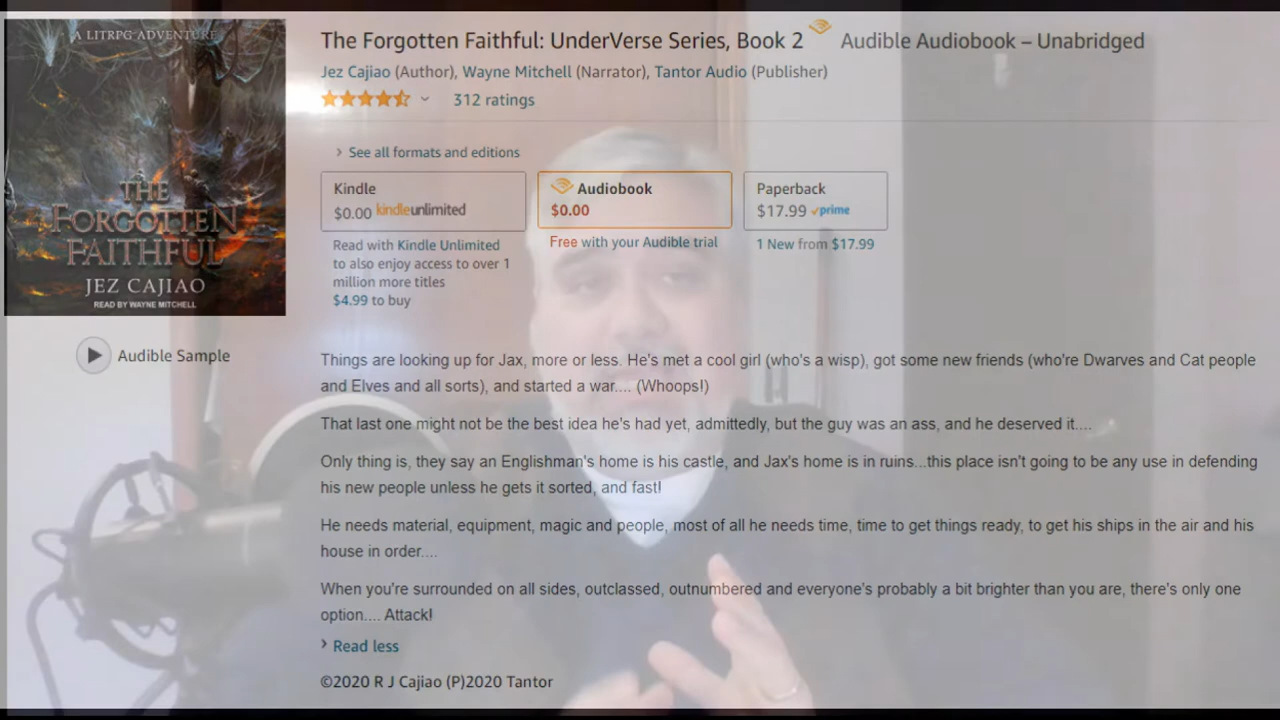 A LITRPG ADVENTURE
THE
FORGOTTEN
FAITHFUL
JEZ CAJIAO
READ BY WAYNE MITCHELL
Audible Sample
The Forgotten Faithful: UnderVerse Series, Book 2 Audible Audiobook – Unabridged
Jez Cajiao (Author), Wayne Mitchell (Narrator), Tantor Audio (Publisher)
312 ratings
See all formats and editions
Kindle
$0.00 kindleunlimited
Read with Kindle Unlimited
to also enjoy access to over 1
million more titles
$4.99 to buy
Audiobook
$0.00
Free with your Audible trial
Paperback
$17.99 prime
1 New from $17.99
Things are looking up for Jax, more or less. He's met a cool girl (who's a wisp), got some new friends (who're Dwarves and Cat people
and Elves and all sorts), and started a war.... (Whoops!)
That last one might not be the best idea he's had yet, admittedly, but the guy was an ass, and he deserved it....
Only thing is, they say an Englishman's home is his castle, and Jax's home is in ruins...this place isn't going to be any use in defending
his new people unless he gets it sorted, and fast!
He needs material, equipment, magic and people, most of all he needs time, time to get things ready, to get his ships in the air and his
house in order....
When you're surrounded on all sides, outclassed, outnumbered and everyone's probably a bit brighter than you are, there's only one
option.... Attack!
Read less
©2020 R J Cajiao (P)2020 Tantor